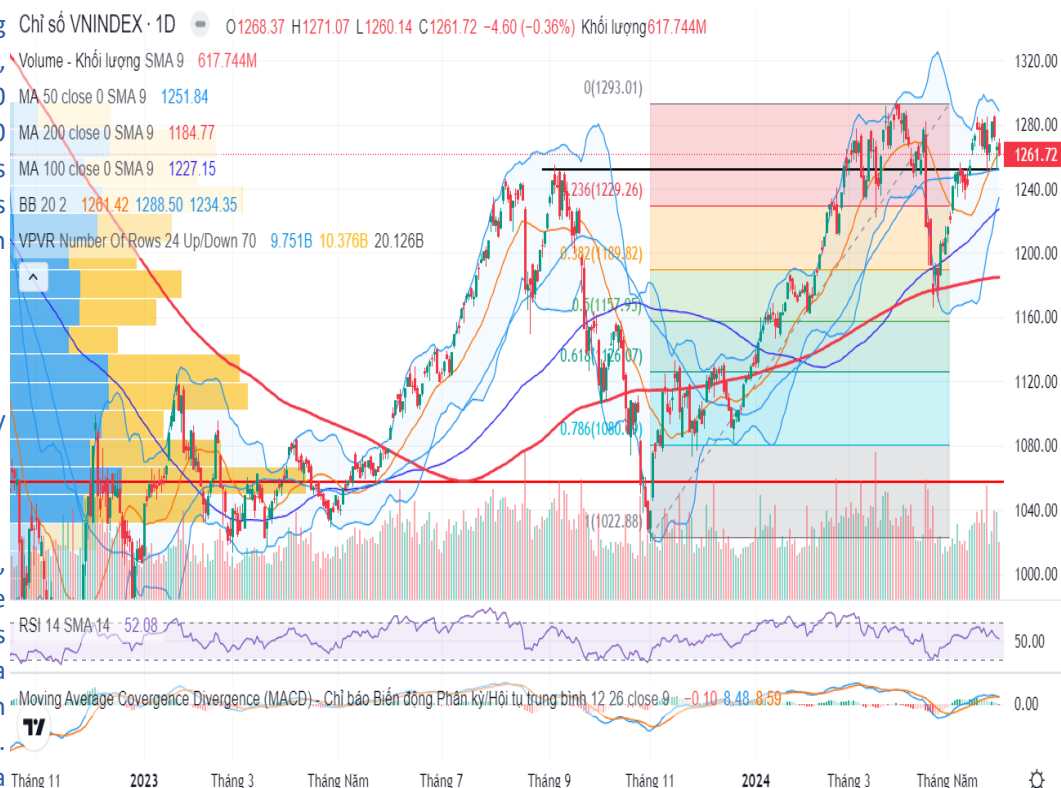 Chỉ số VNINDEX · 1D O1268.37 H1271.07 L1260.14 C1261.72 −4.60 (−0.36%) Khối lượng617.744M
Volume - Khối lượng SMA 9 617.744M
MA 50 close 0 SMA 9 1251.84
MA 200 close 0 SMA 9 1184.77
MA 100 close 0 SMA 9 1227.15
BB 20 2 1261.42 1288.50 1234.35
VPVR Number Of Rows 24 Up/Down 70 9.751B 10.376B 20.126B
0(1293.01)
0.236(1229.26)
0.382(1189.82)
0.5(1157.95)
0.618(1126.07)
1(1022.88)
1320.00
1280.00
1261.72
1240.00
1200.00
1160.00
1120.00
1080.00
1040.00
1000.00
RSI 14 SMA 14 52.08
50.00
Moving Average Covergence Divergence (MACD) - Chỉ báo Biến động Phân kỳ/Hội tụ trung bình 12 26 close 9 −0.10 8.48 8.59
0.00
Tháng 11 2023 Tháng 3 Tháng Năm Tháng 7 Tháng 9 Tháng 11 2024 Tháng 3 Tháng Năm